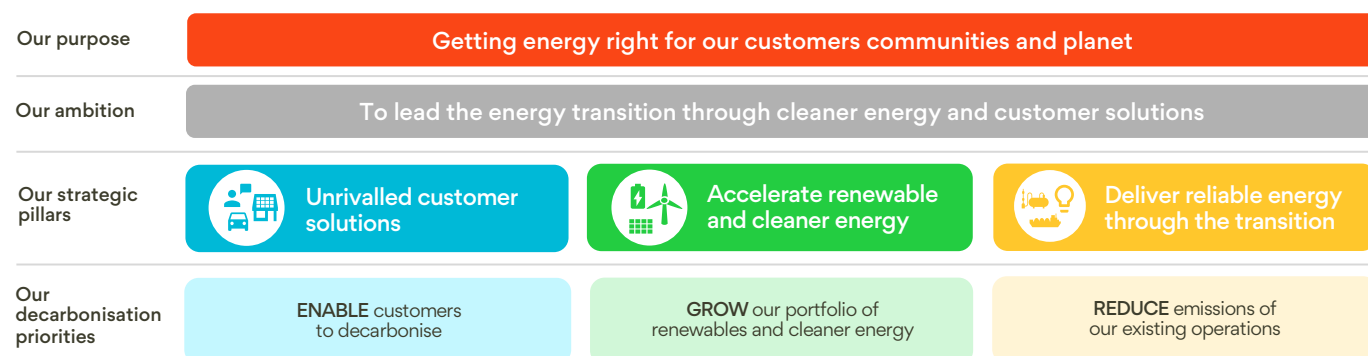 Our purpose
Getting energy right for our customers communities and planet
Our ambition
To lead the energy transition through cleaner energy and customer solutions
Our strategic
pillars
Unrivalled customer
solutions
Accelerate renewable
and cleaner energy
Deliver reliable energy
through the transition
Our
decarbonisation
priorities
ENABLE customers
to decarbonise
GROW our portfolio of
renewables and cleaner energy
REDUCE emissions of
our existing operations